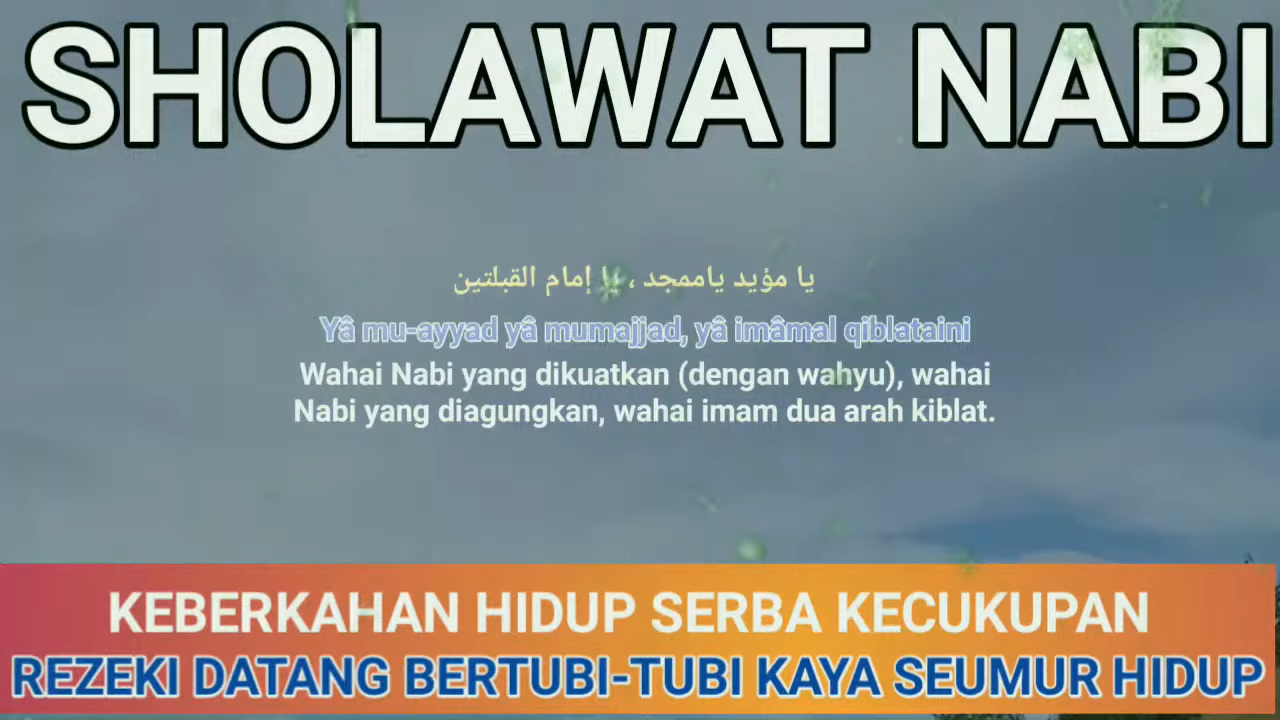 SHOLAWAT NABI
يا مؤيد ياممجد ، يا إمام القبلتين
Yâ mu-ayyad yâ mumajjad, yâ imâmal qiblataini
Wahai Nabi yang dikuatkan (dengan wahyu), wahai
Nabi yang diagungkan, wahai imam dua arah kiblat.
KEBERKAHAN HIDUP SERBA KECUKUPAN
REZEKI DATANG BERTUBI-TUBI KAYA SEUMUR HIDUP